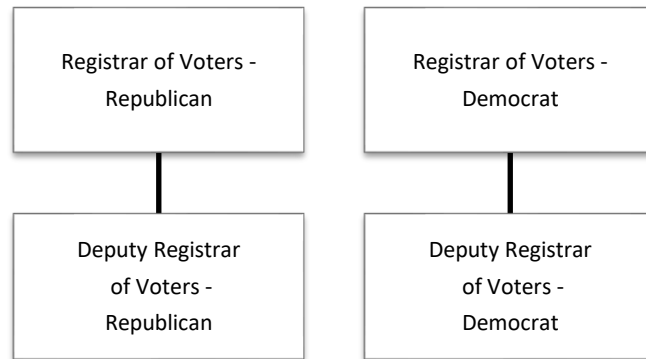 Registrar of Voters -
Republican
Registrar of Voters -
Democrat
Deputy Registrar
of Voters -
Republican
Deputy Registrar
of Voters -
Democrat